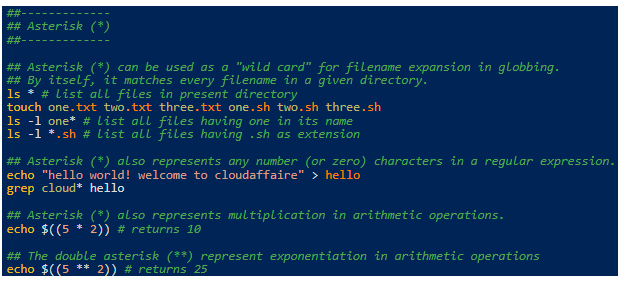 ##-------------
## Asterisk (*)
##-------------
## Asterisk (*) can be used as a "wild card" for filename expansion in globbing.
## By itself, it matches every filename in a given directory.
ls * # list all files in present directory
touch one.txt two.txt three.txt one.sh two.sh three.sh
ls -l one* # list all files having one in its name
ls -l *.sh # list all files having .sh as extension
## Asterisk (*) also represents any number (or zero) characters in a regular expression.
echo "hello world! welcome to cloudaffaire" > hello
grep cloud* hello
## Asterisk (*) also represents multiplication in arithmetic operations.
echo $((5 * 2)) # returns 10
## The double asterisk (**) represent exponentiation in arithmetic operations
echo $((5 ** 2)) # returns 25